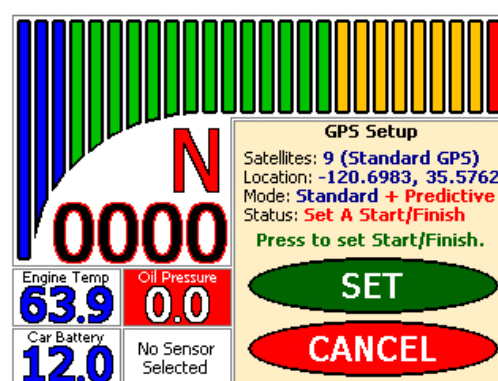 N
0000
GPS Setup
Satellites: 9 (Standard GPS)
Location: -120.6983, 35.5762
Mode: Standard + Predictive
Status: Set A Start/Finish
Press to set Start/Finish.
SET
CANCEL
Engine Temp
63.9
Oil Pressure
0.0
Car Battery
12.0
No Sensor
Selected